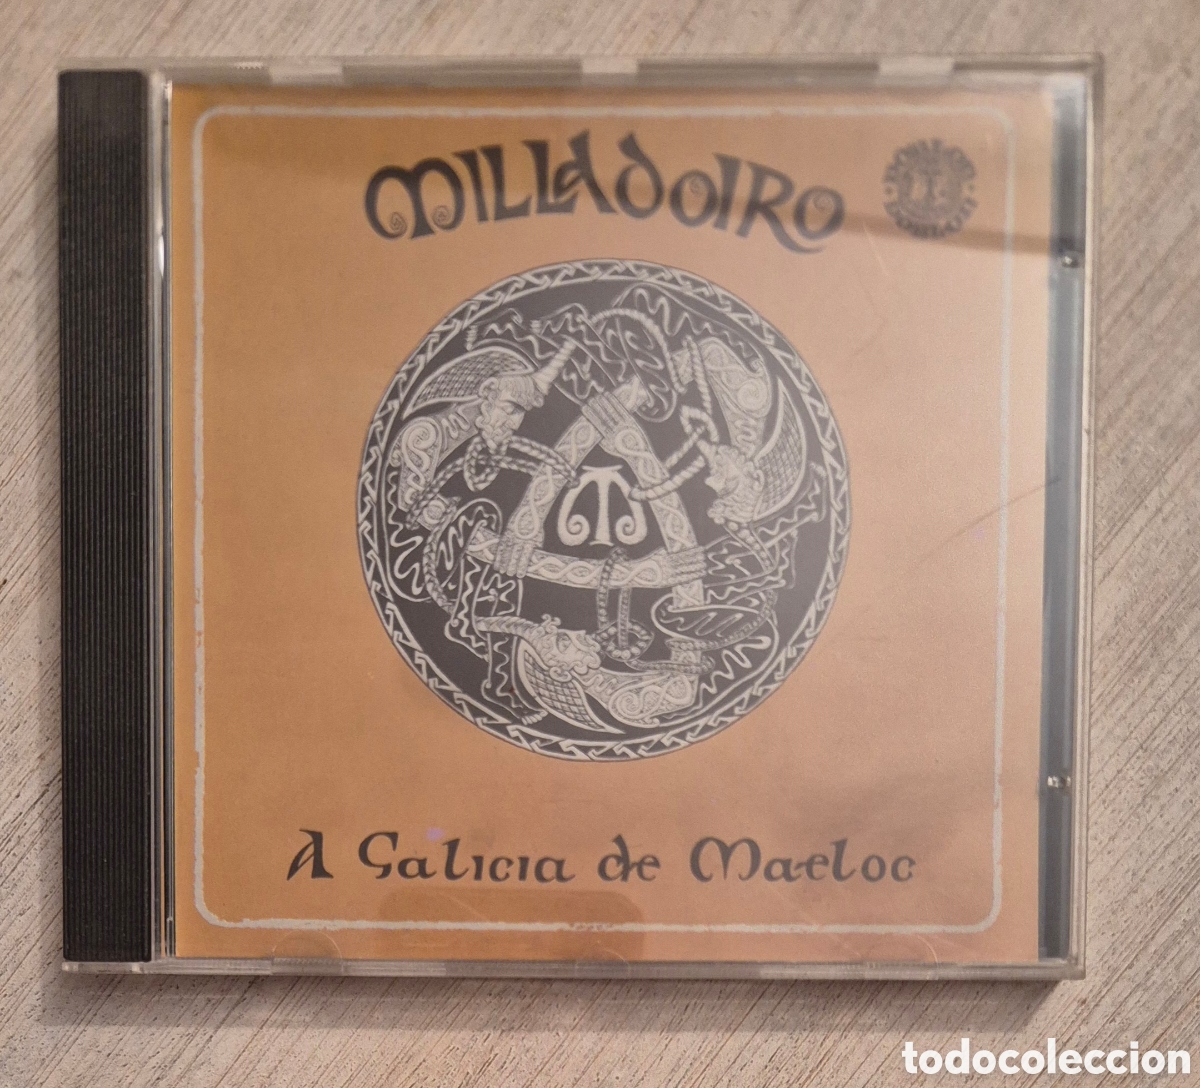 MILLADOIRO
A Galicia de Maeloc
todocoleccion